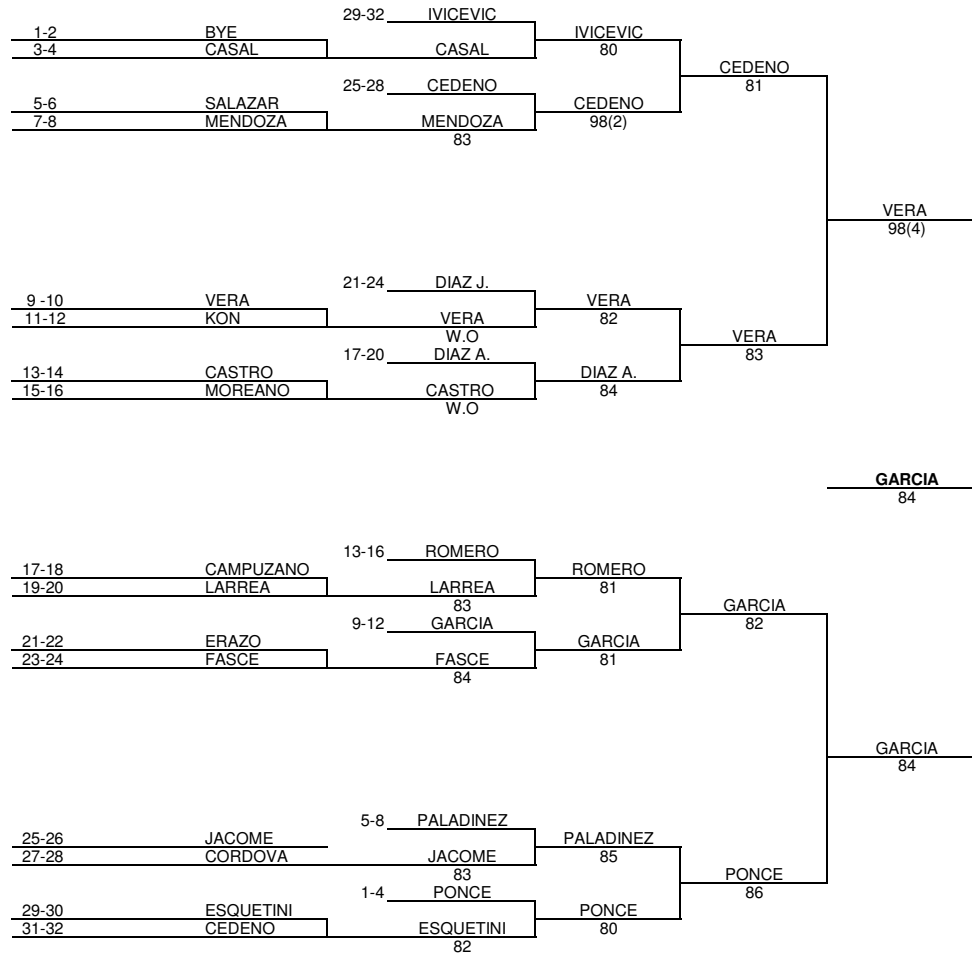 29-32 IVICEVIC
1-2 BYE IVICEVIC
3-4 CASAL CASAL 80
CEDENO
25-28 CEDENO 81
5-6 SALAZAR CEDENO
7-8 MENDOZA MENDOZA 98(2)
83
VERA
98(4)
21-24 DIAZ J.
9 -10 VERA VERA
11-12 KON VERA 82
W.O VERA
17-20 DIAZ A. 83
13-14 CASTRO DIAZ A.
15-16 MOREANO CASTRO 84
W.O
GARCIA
84
13-16 ROMERO
17-18 CAMPUZANO ROMERO
19-20 LARREA LARREA 81
83 GARCIA
9-12 GARCIA 82
21-22 ERAZO GARCIA
23-24 FASCE FASCE 81
84
GARCIA
84
5-8 PALADINEZ
25-26 JACOME PALADINEZ
27-28 CORDOVA JACOME 85
83 PONCE
1-4 PONCE 86
29-30 ESQUETINI PONCE
31-32 CEDENO ESQUETINI 80
82